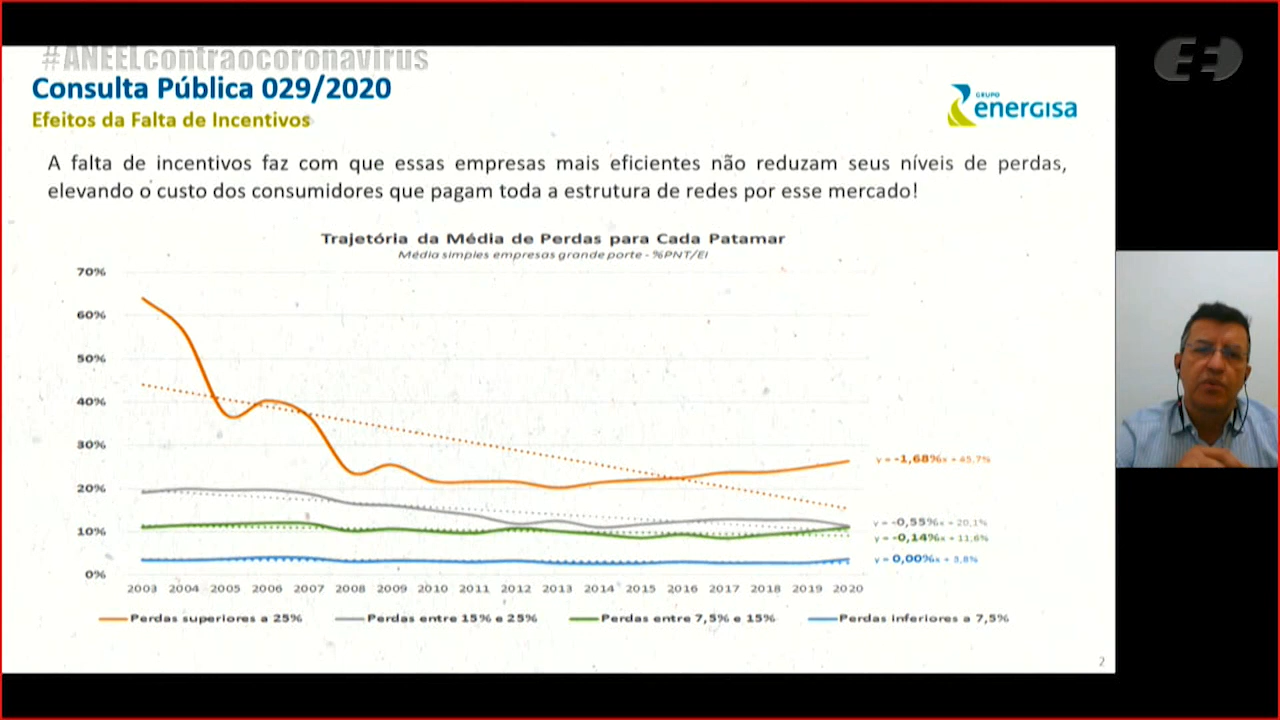 #ANEELcontraocoronavirus
Consulta Pública 029/2020
Efeitos da Falta de Incentivos
GRUPO
energisa
A falta de incentivos faz com que essas empresas mais eficientes não reduzam seus níveis de perdas,
elevando o custo dos consumidores que pagam toda a estrutura de redes por esse mercado!
Trajetória da Média de Perdas para Cada Patamar
Média simples empresas grande porte - %PNT/EI
70%
60%
50%
40%
30%
20%
10%
0%
y = -1,68%x + 45,7%
y = -0,55%x + 20,1%
y = -0,14%x + 11,6%
y = 0,00%x + 3,8%
2003 2004 2005 2006 2007 2008 2009 2010 2011 2012 2013 2014 2015 2016 2017 2018 2019 2020
Perdas superiores a 25% Perdas entre 15% e 25% Perdas entre 7,5% e 15% Perdas inferiores a 7,5%
2